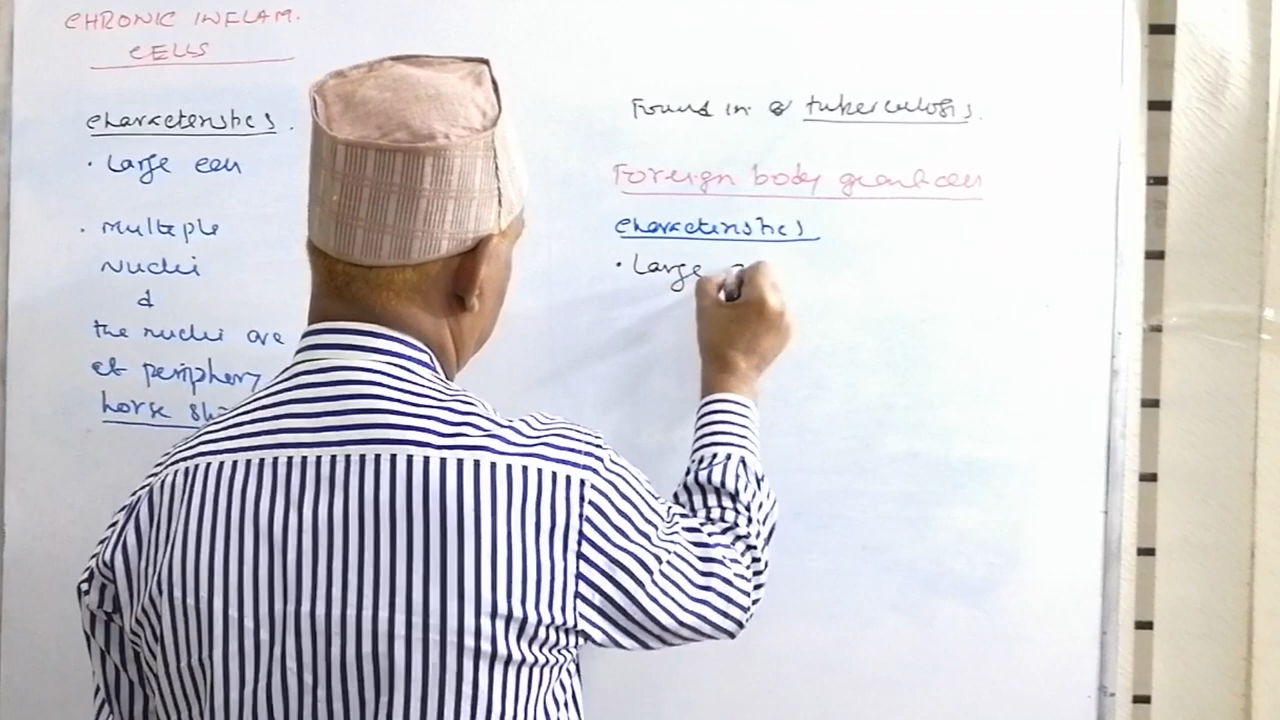 CHRONIC INFLAM.
CELLS
characteristics.
• Large cell
• Multiple
Nuclei
&
the nuclei are
at periphery
horse
Found in tuberculosis.
Foreign body giant cell
characteristics
• Large